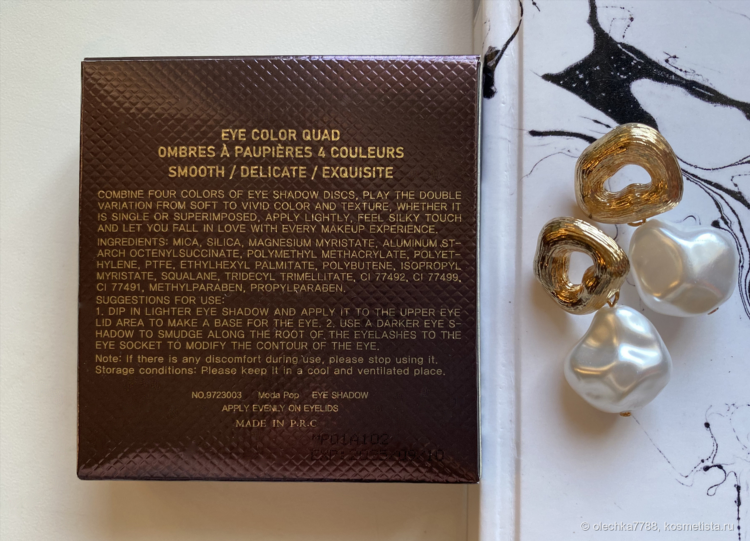 EYE COLOR QUAD
OMBRES À PAUPIÈRES 4 COULEURS
SMOOTH / DELICATE / EXQUISITE
COMBINE FOUR COLORS OF EYE SHADOW DISCS, PLAY THE DOUBLE
VARIATION FROM SOFT TO VIVID COLOR AND TEXTURE, WHETHER IT
IS SINGLE OR SUPERIMPOSED, APPLY LIGHTLY, FEEL SILKY TOUCH
AND LET YOU FALL IN LOVE WITH EVERY MAKEUP EXPERIENCE.
INGREDIENTS: MICA, SILICA, MAGNESIUM MYRISTATE, ALUMINUM ST-
ARCH OCTENYLSUCCINATE, POLYMETHYL METHACRYLATE, POLYET-
HYLENE, PTFE, ETHYLHEXYL PALMITATE, POLYBUTENE, ISOPROPYL
MYRISTATE, SQUALANE, TRIDECYL TRIMELLITATE, CI 77492, CI 77499,
CI 77491, METHYLPARABEN, PROPYLPARABEN.
SUGGESTIONS FOR USE:
1. DIP IN LIGHTER EYE SHADOW AND APPLY IT TO THE UPPER EYE
LID AREA TO MAKE A BASE FOR THE EYE. 2. USE A DARKER EYE S-
HADOW TO SMUDGE ALONG THE ROOT OF THE EYELASHES TO THE
EYE SOCKET TO MODIFY THE CONTOUR OF THE EYE.
Note: If there is any discomfort during use, please stop using it.
Storage conditions: Please keep it in a cool and ventilated place.
NO.9723003 Moda Pop EYE SHADOW
APPLY EVENLY ON EYELIDS
MADE IN P.R.C
© olechka7788, kosmetista.ru